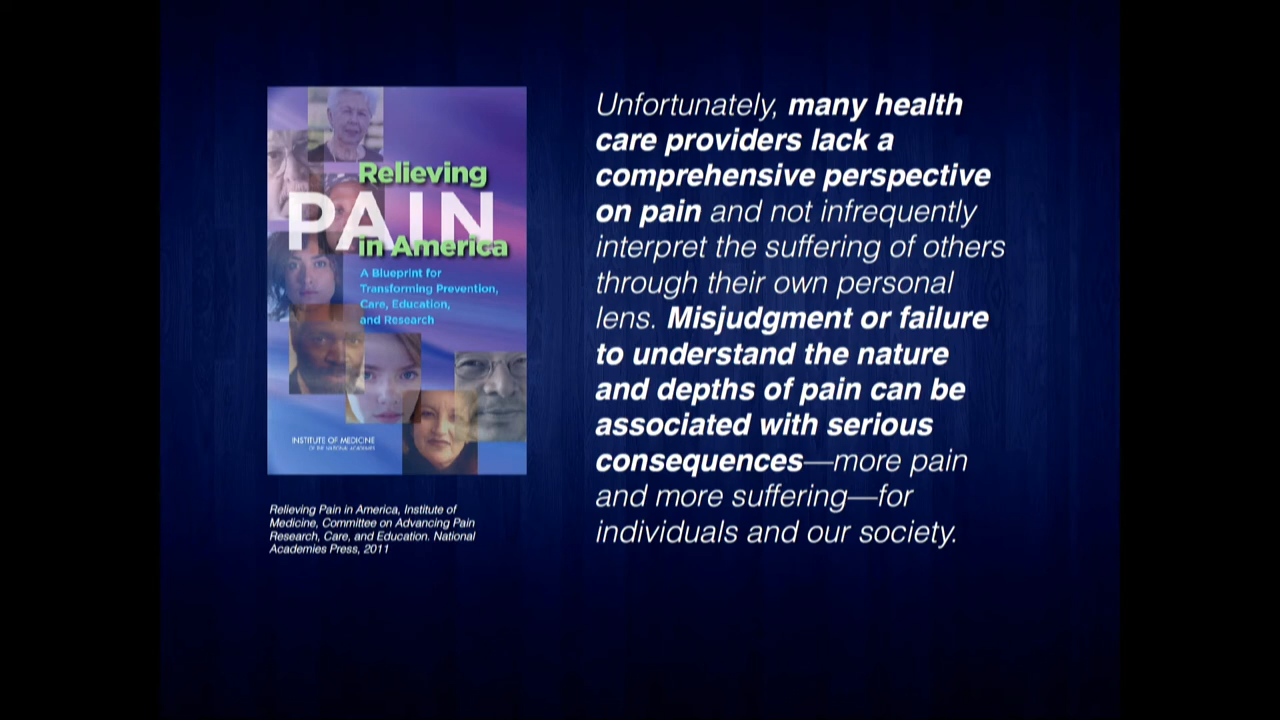 Relieving
PAIN
in America
A Blueprint for
Transforming Prevention,
Care, Education,
and Research
INSTITUTE OF MEDICINE
OF THE NATIONAL ACADEMIES
Relieving Pain in America, Institute of
Medicine, Committee on Advancing Pain
Research, Care, and Education. National
Academies Press, 2011
Unfortunately, many health
care providers lack a
comprehensive perspective
on pain and not infrequently
interpret the suffering of others
through their own personal
lens. Misjudgment or failure
to understand the nature
and depths of pain can be
associated with serious
consequences—more pain
and more suffering—for
individuals and our society.